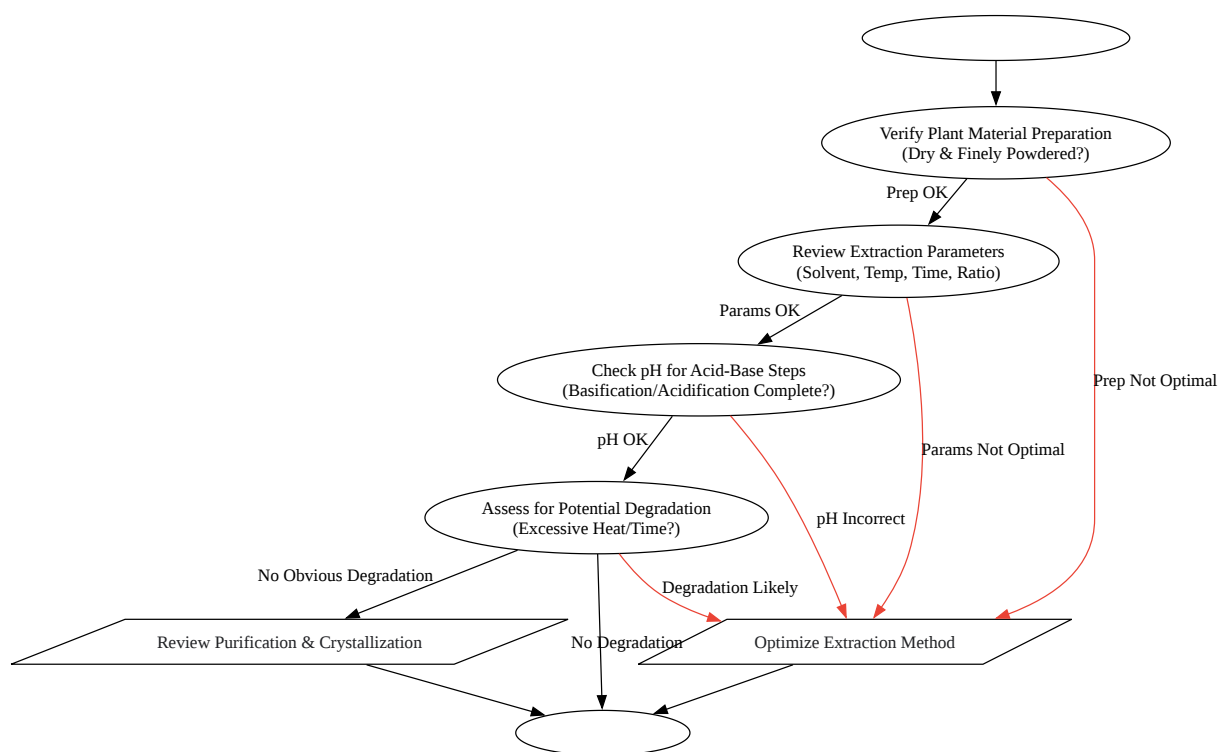 Verify Plant Material Preparation
(Dry & Finely Powdered?)
Prep OK
Review Extraction Parameters
(Solvent, Temp, Time, Ratio)
Params OK
Check pH for Acid-Base Steps
(Basification/Acidification Complete?)
Prep Not Optimal
pH OK
Params Not Optimal
Assess for Potential Degradation
(Excessive Heat/Time?)
pH Incorrect
No Obvious Degradation
Degradation Likely
Review Purification & Crystallization
No Degradation
Optimize Extraction Method